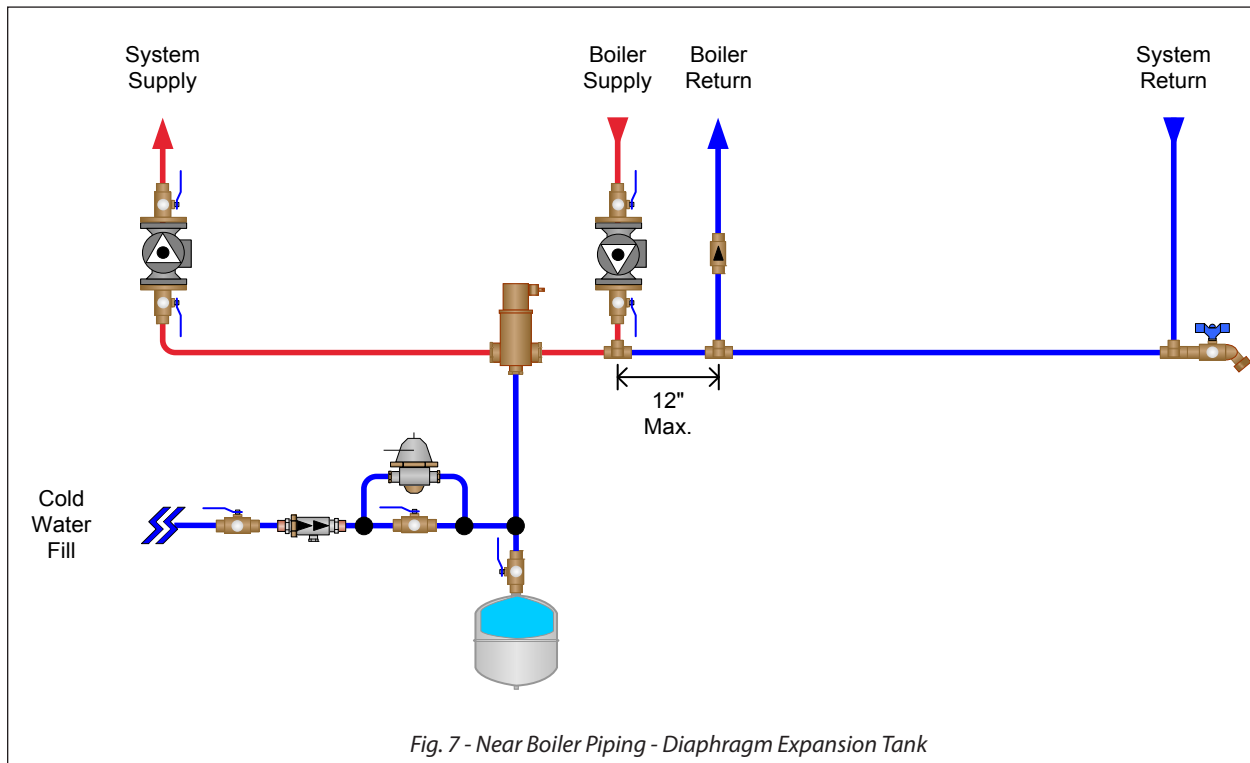 System
Supply
Boiler
Supply
Boiler
Return
System
Return
12"
Max.
Cold
Water
Fill
Fig. 7 - Near Boiler Piping - Diaphragm Expansion Tank